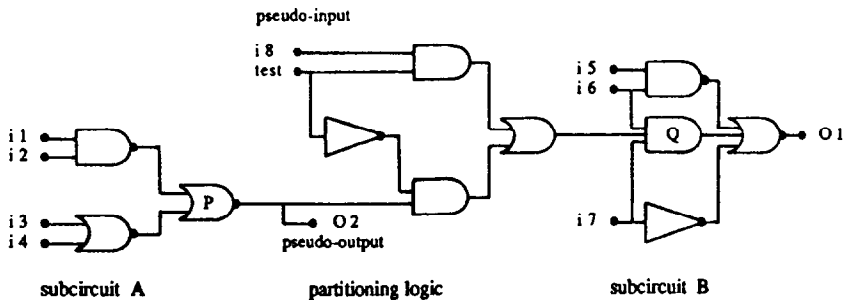 pseudo-input
i 8
test
i 5
i 6
i 1
i 2
Q
O 1
P
i 3
i 4
O 2
i 7
pseudo-output
subcircuit A
partitioning logic
subcircuit B